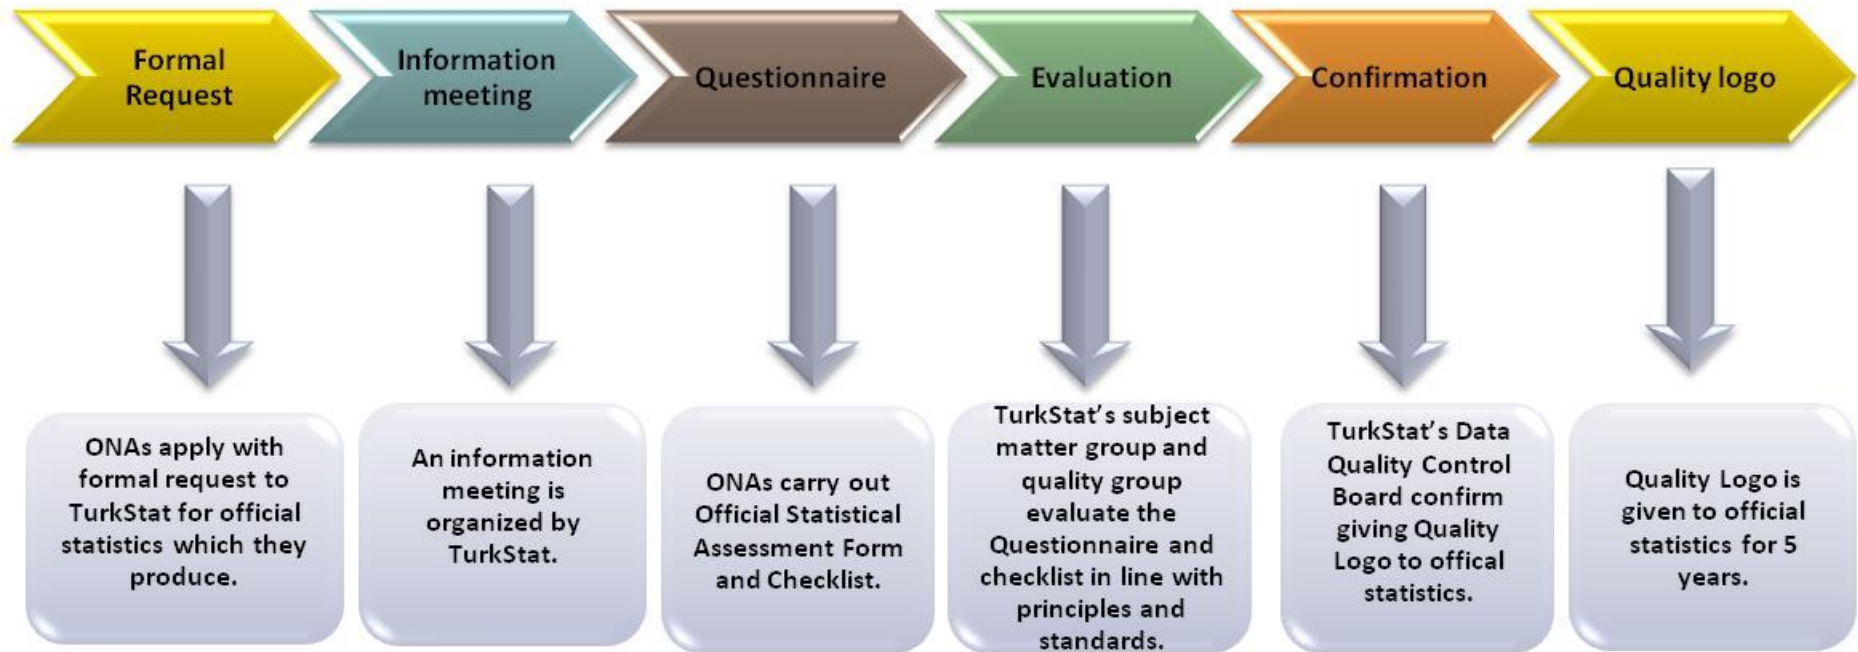 Formal
Request
Information
meeting
Questionnaire
Evaluation
Confirmation
Quality logo
ONAs apply with
formal request to
TurkStat for official
statistics which they
produce.
An information
meeting is
organized by
TurkStat.
ONAs carry out
Official Statistical
Assessment Form
and Checklist.
TurkStat’s subject
matter group and
quality group
evaluate the
Questionnaire and
checklist in line with
principles and
standards.
TurkStat’s Data
Quality Control
Board confirm
giving Quality
Logo to offical
statistics.
Quality Logo is
given to official
statistics for 5
years.